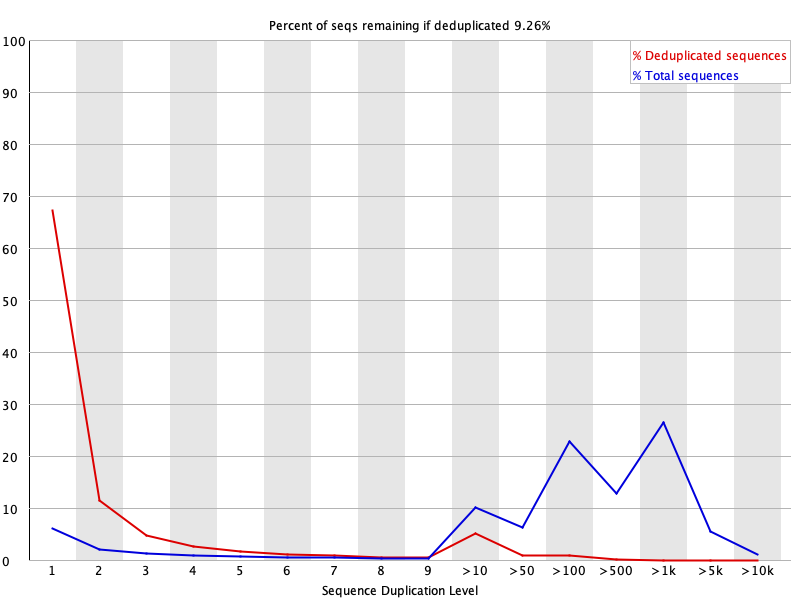 Percent of seqs remaining if deduplicated 9.26%
% Deduplicated sequences
% Total sequences
100
90
80
70
60
50
40
30
20
10
0
1 2 3 4 5 6 7 8 9 >10 >50 >100 >500 >1k >5k >10k
Sequence Duplication Level